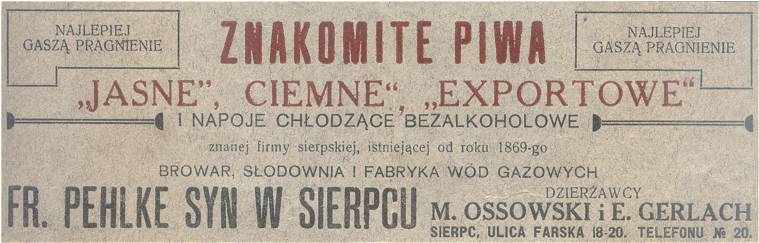 NAJLEPIEJ
GASZĄ PRAGNIENIE
ZNAKOMITE PIWA
NAJLEPIEJ
GASZĄ PRAGNIENIE
„JASNE”, CIEMNE“, „EXPORTOWE“
I NAPOJE CHŁODZĄCE BEZALKOHOLOWE
znanej firmy sierpskiej, istniejącej od roku 1869-go
BROWAR, SŁODOWNIA I FABRYKA WÓD GAZOWYCH
FR. PEHLKE SYN W SIERPCU
DZIERŻAWCY
M. OSSOWSKI i E. GERLACH
SIERPC, ULICA FARSKA 18-20. TELEFONU № 20.